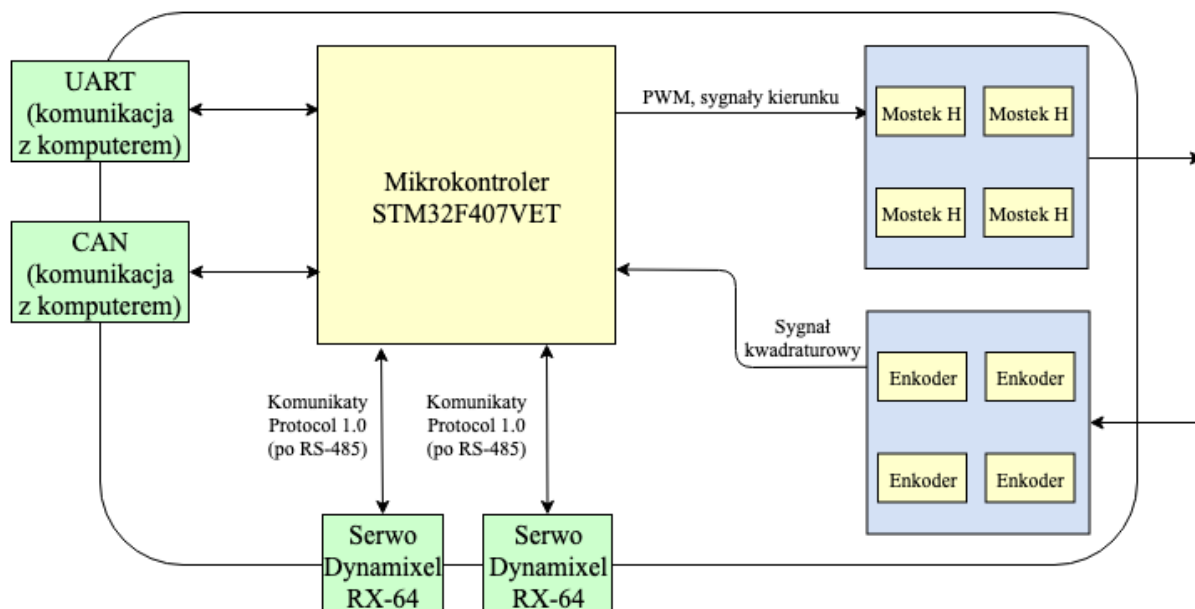 UART
(komunikacja
z komputerem)
CAN
(komunikacja
z komputerem)
Mikrokontroler
STM32F407VET
PWM, sygnały kierunku
Mostek H
Mostek H
Mostek H
Mostek H
Sygnał
kwadraturowy
Enkoder
Enkoder
Enkoder
Enkoder
Komunikaty
Protocol 1.0
(po RS-485)
Komunikaty
Protocol 1.0
(po RS-485)
Serwo
Dynamixel
RX-64
Serwo
Dynamixel
RX-64